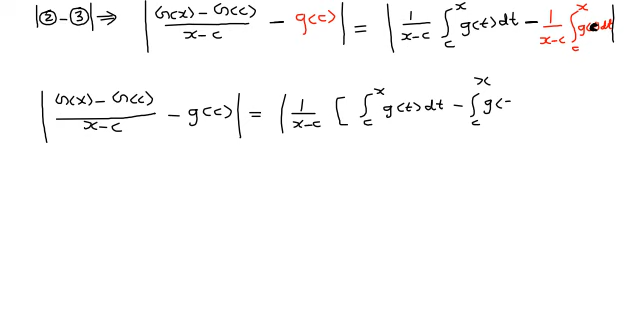 |②-③| ⇒ | G(x) - G(c) / x-c - g(c) | = | 1/x-c ∫_c^x g(t) dt - 1/x-c ∫_c^x g(c) dt |
| G(x) - G(c) / x-c - g(c) | = | 1/x-c [ ∫_c^x g(t) dt - ∫_c^x g(